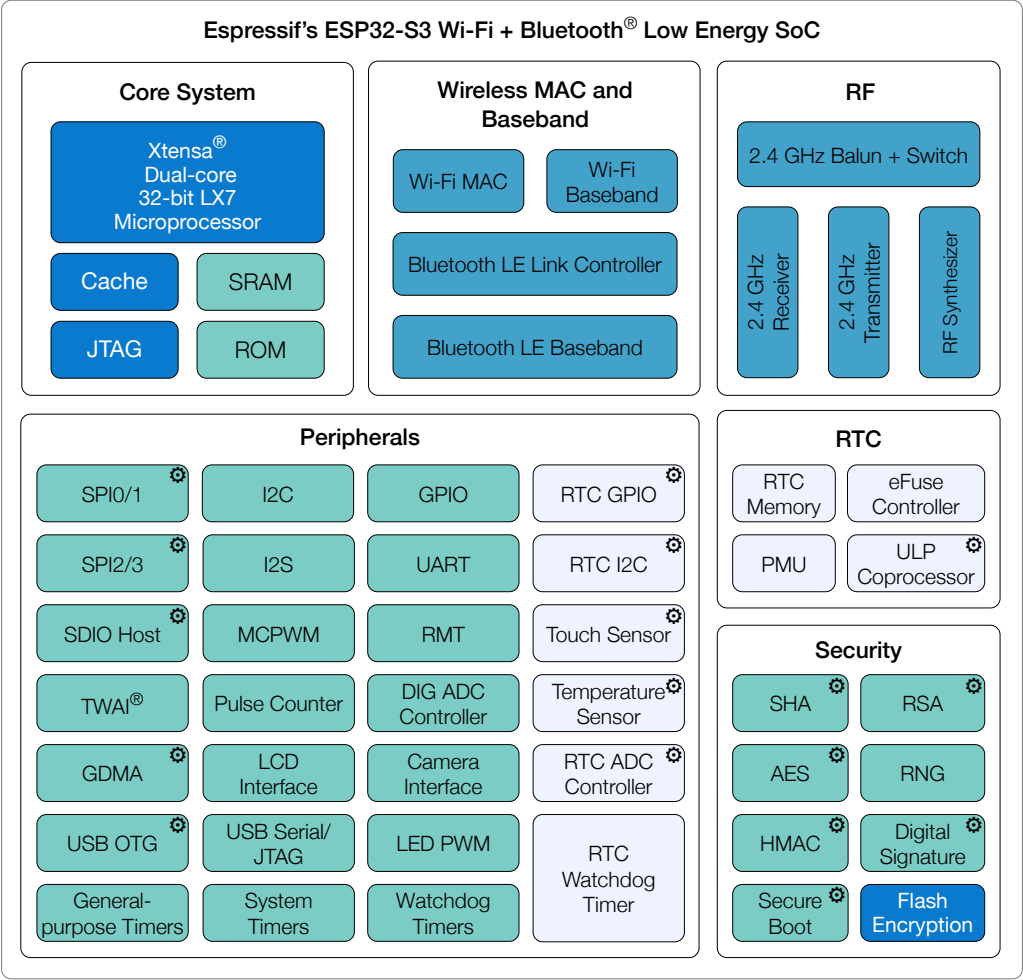 Espressif's ESP32-S3 Wi-Fi + Bluetooth® Low Energy SoC
Core System
Xtensa®
Dual-core
32-bit LX7
Microprocessor
Cache
SRAM
JTAG
ROM
Wireless MAC and
Baseband
Wi-Fi MAC
Wi-Fi
Baseband
Bluetooth LE Link Controller
Bluetooth LE Baseband
RF
2.4 GHz Balun + Switch
2.4 GHz
Receiver
2.4 GHz
Transmitter
RF Synthesizer
Peripherals
SPI0/1
I2C
GPIO
RTC GPIO
SPI2/3
I2S
UART
RTC I2C
SDIO Host
MCPWM
RMT
Touch Sensor
TWAI®
Pulse Counter
DIG ADC
Controller
Temperature
Sensor
GDMA
LCD
Interface
Camera
Interface
RTC ADC
Controller
USB OTG
USB Serial/
JTAG
LED PWM
RTC
Watchdog
Timer
General-
purpose Timers
System
Timers
Watchdog
Timers
RTC
RTC
Memory
eFuse
Controller
PMU
ULP
Coprocessor
Security
SHA
RSA
AES
RNG
HMAC
Digital
Signature
Secure
Boot
Flash
Encryption